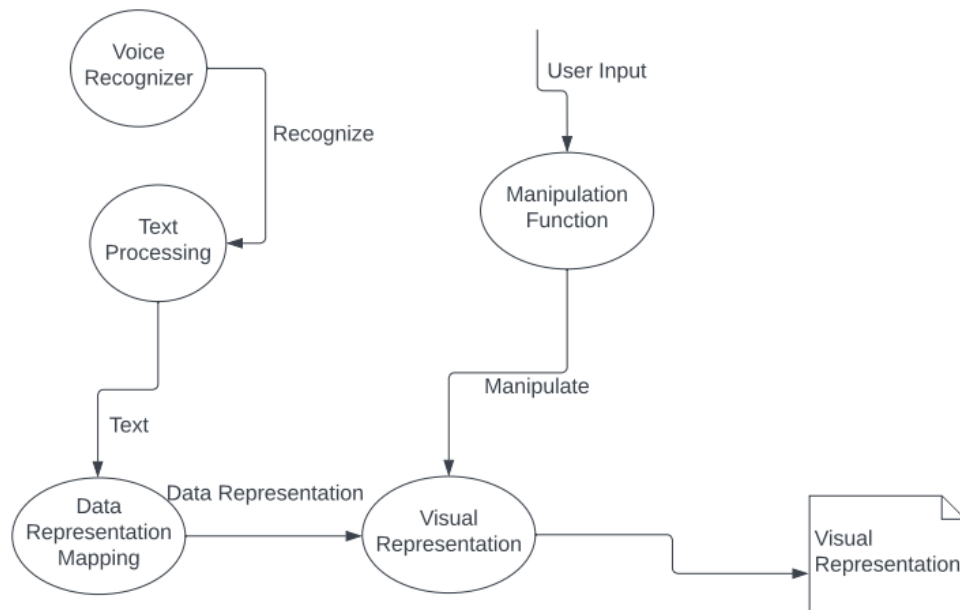 Voice
Recognizer
User Input
Recognize
Manipulation
Function
Text
Processing
Manipulate
Text
Data Representation
Data
Representation
Mapping
Visual
Representation
Visual
Representation